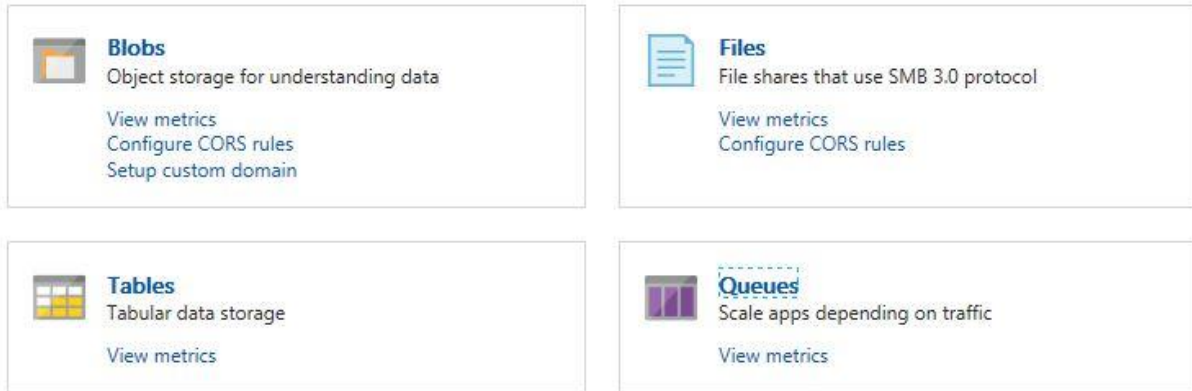 Blobs
Object storage for understanding data
View metrics
Configure CORS rules
Setup custom domain
Files
File shares that use SMB 3.0 protocol
View metrics
Configure CORS rules
Tables
Tabular data storage
View metrics
Queues
Scale apps depending on traffic
View metrics